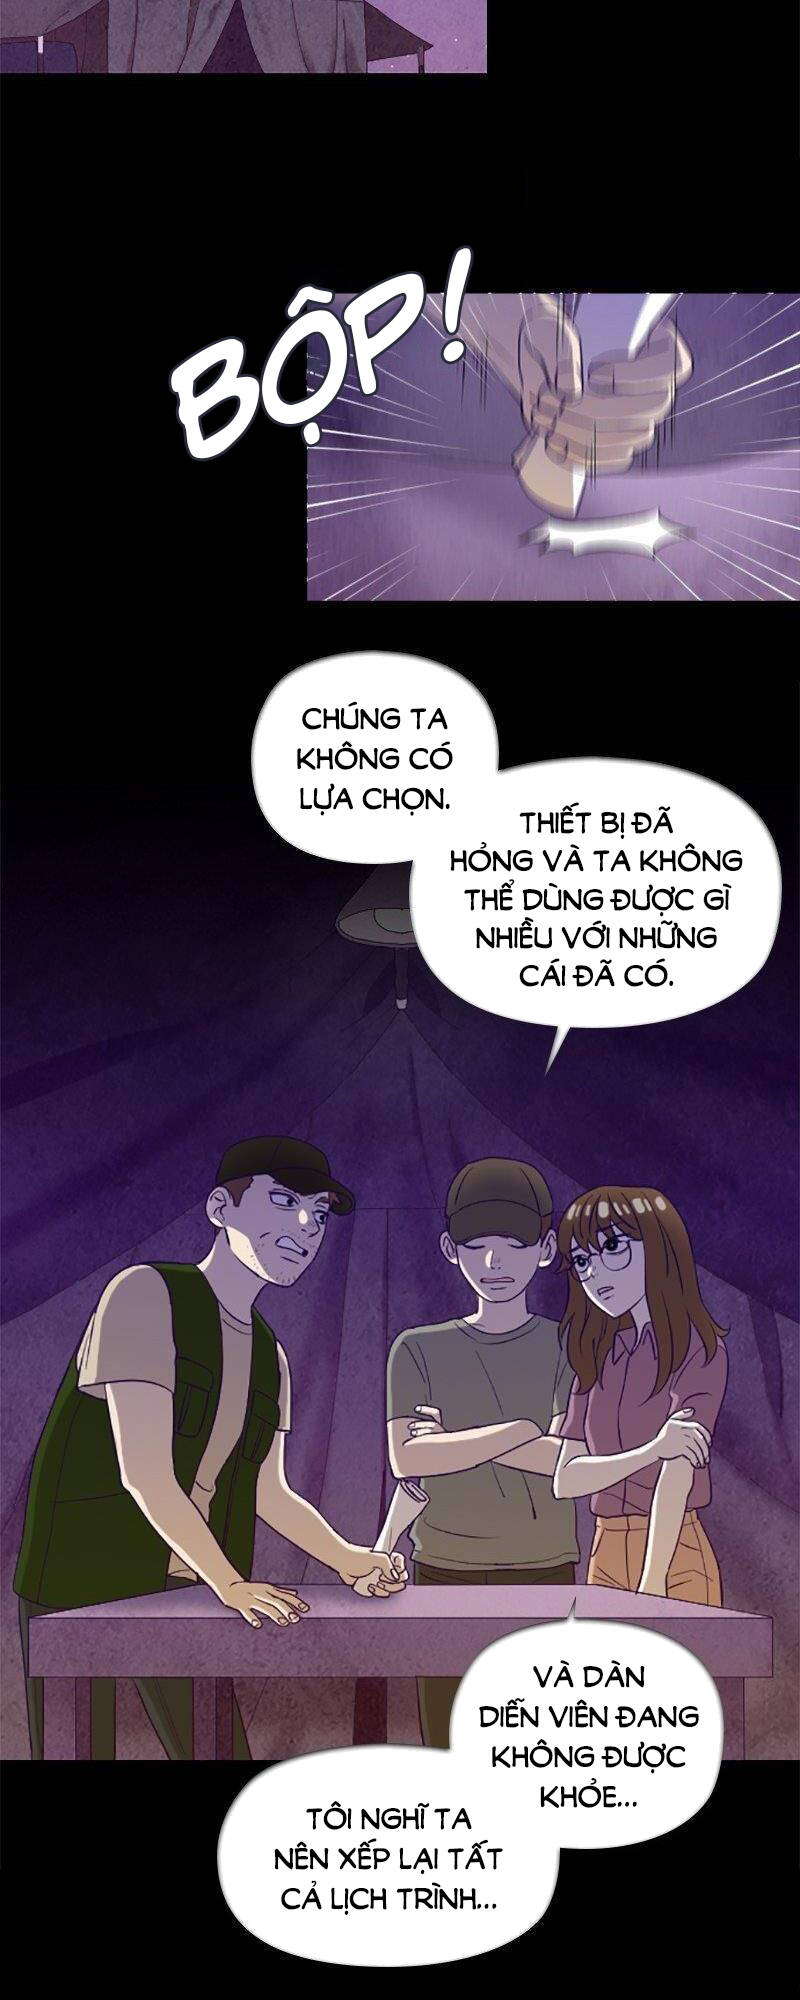 BỘP!
CHÚNG TA
KHÔNG CÓ
LỰA CHỌN.
THIẾT BỊ ĐÃ
HỎNG VÀ TA KHÔNG
THỂ DÙNG ĐƯỢC GÌ
NHIỀU VỚI NHỮNG
CÁI ĐÃ CÓ.
VÀ DÀN
DIỄN VIÊN ĐANG
KHÔNG ĐƯỢC
KHỎE...
TÔI NGHĨ TA
NÊN XẾP LẠI TẤT
CẢ LỊCH TRÌNH...